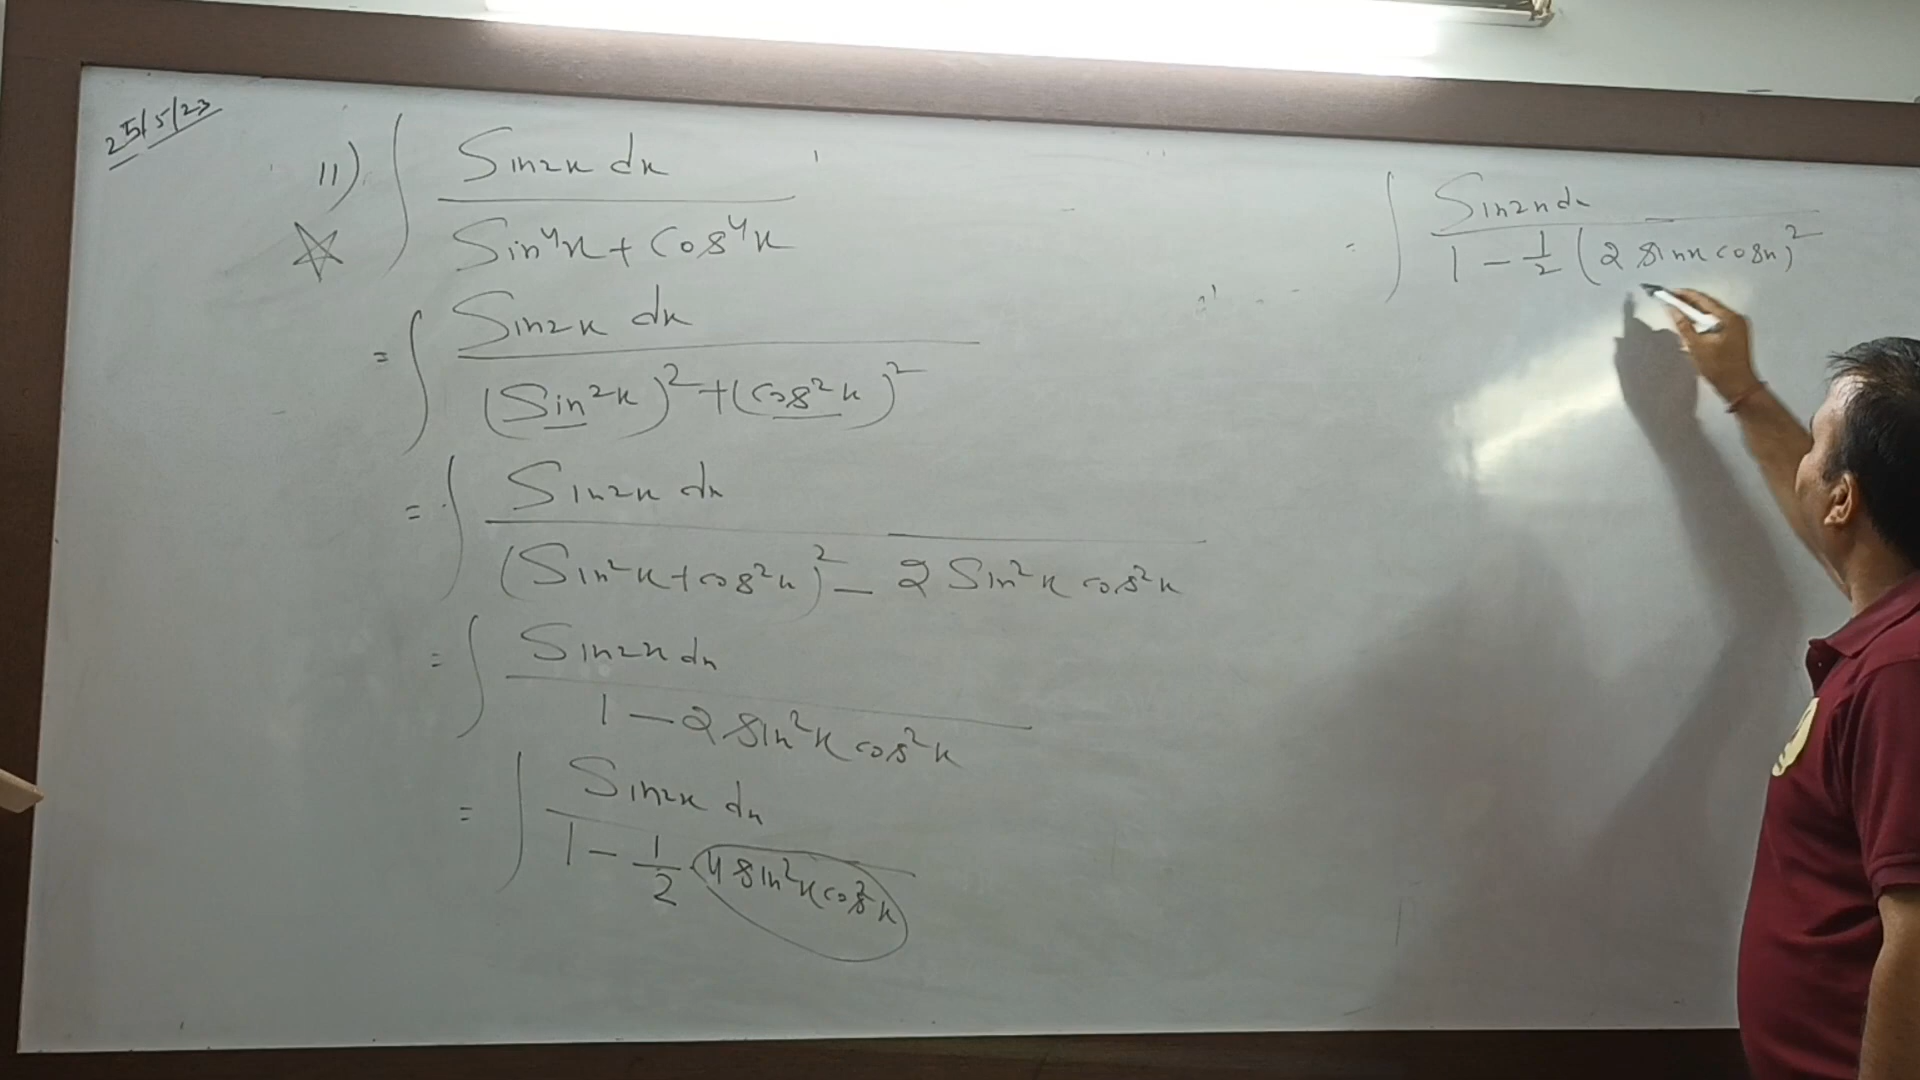 25/5/23
11) ∫ Sin2x dx
Sin⁴x + Cos⁴x
= ∫ Sin2x dx
(Sin²x)² + (Cos²x)²
= ∫ Sin2x dx
(Sin²x + cos²x)² - 2 Sin²x cos²x
= ∫ Sin2x dx
1 - 2 Sin²x cos²x
= ∫ Sin2x dx
1 - 1/2 4 Sin²x cos²x
= ∫ Sin2x dx
1 - 1/2 (2 sinx cosx)²